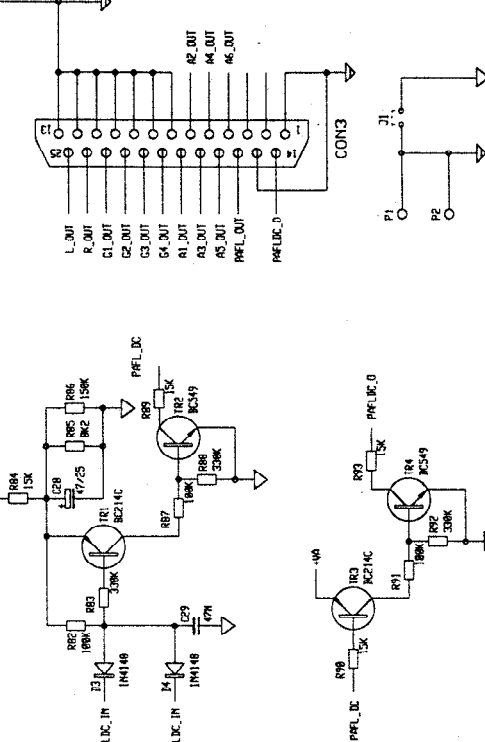 A2_OUT
A4_OUT
A6_OUT
13
1
25
14
CON3
L_OUT
R_OUT
G1_OUT
G2_OUT
G3_OUT
G4_OUT
A1_OUT
A3_OUT
A5_OUT
PAFL_OUT
PAFLDC_O
J1
P1
P2
R84
15K
R86
150K
R85
8K2
C28
47/25
+
TR1
BC214C
R82
100K
R83
330K
C29
47N
D3
1N4148
D4
1N4148
LDC_IN
LDC_IN
PAFL_DC
R89
15K
TR2
BC549
R88
330K
R87
100K
+VA
TR3
BC214C
R90
15K
PAFL_DC
R91
100K
R92
330K
TR4
BC549
R93
15K
PAFLDC_O